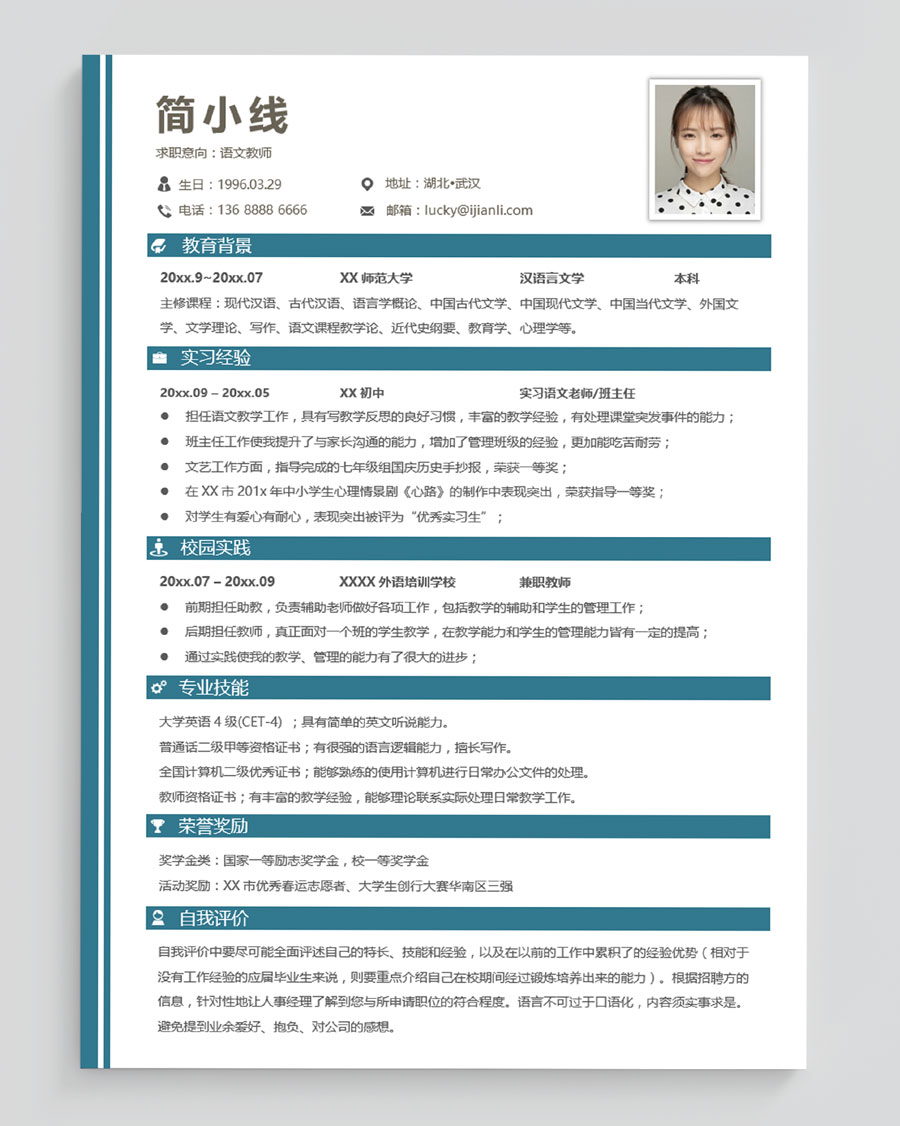 简小线
求职意向：语文教师
生日：1996.03.29
地址：湖北•武汉
电话：136 8888 6666
邮箱：lucky@ijianli.com
教育背景
20xx.9~20xx.07 XX 师范大学 汉语言文学 本科
主修课程：现代汉语、古代汉语、语言学概论、中国古代文学、中国现代文学、中国当代文学、外国文
学、文学理论、写作、语文课程教学论、近代史纲要、教育学、心理学等。
实习经验
20xx.09 – 20xx.05 XX 初中 实习语文老师/班主任
● 担任语文教学工作，具有写教学反思的良好习惯，丰富的教学经验，有处理课堂突发事件的能力；
● 班主任工作使我提升了与家长沟通的能力，增加了管理班级的经验，更加能吃苦耐劳；
● 文艺工作方面，指导完成的七年级组国庆历史手抄报，荣获一等奖；
● 在 XX 市 201x 年中小学生心理情景剧《心路》的制作中表现突出，荣获指导一等奖；
● 对学生有爱心有耐心，表现突出被评为“优秀实习生”；
校园实践
20xx.07 – 20xx.09 XXXX 外语培训学校 兼职教师
● 前期担任助教，负责辅助老师做好各项工作，包括教学的辅助和学生的管理工作；
● 后期担任教师，真正面对一个班的学生教学，在教学能力和学生的管理能力皆有一定的提高；
● 通过实践使我的教学、管理的能力有了很大的进步；
专业技能
大学英语 4 级(CET-4) ；具有简单的英文听说能力。
普通话二级甲等资格证书；有很强的语言逻辑能力，擅长写作。
全国计算机二级优秀证书；能够熟练的使用计算机进行日常办公文件的处理。
教师资格证书；有丰富的教学经验，能够理论联系实际处理日常教学工作。
荣誉奖励
奖学金类：国家一等励志奖学金，校一等奖学金
活动奖励：XX 市优秀春运志愿者、大学生创行大赛华南区三强
自我评价
自我评价中要尽可能全面评述自己的特长、技能和经验，以及在以前的工作中累积了的经验优势（相对于
没有工作经验的应届毕业生来说，则要重点介绍自己在校期间经过锻炼培养出来的能力）。根据招聘方的
信息，针对性地让人事经理了解到您与所申请职位的符合程度。语言不可过于口语化，内容须实事求是。
避免提到业余爱好、抱负、对公司的感想。